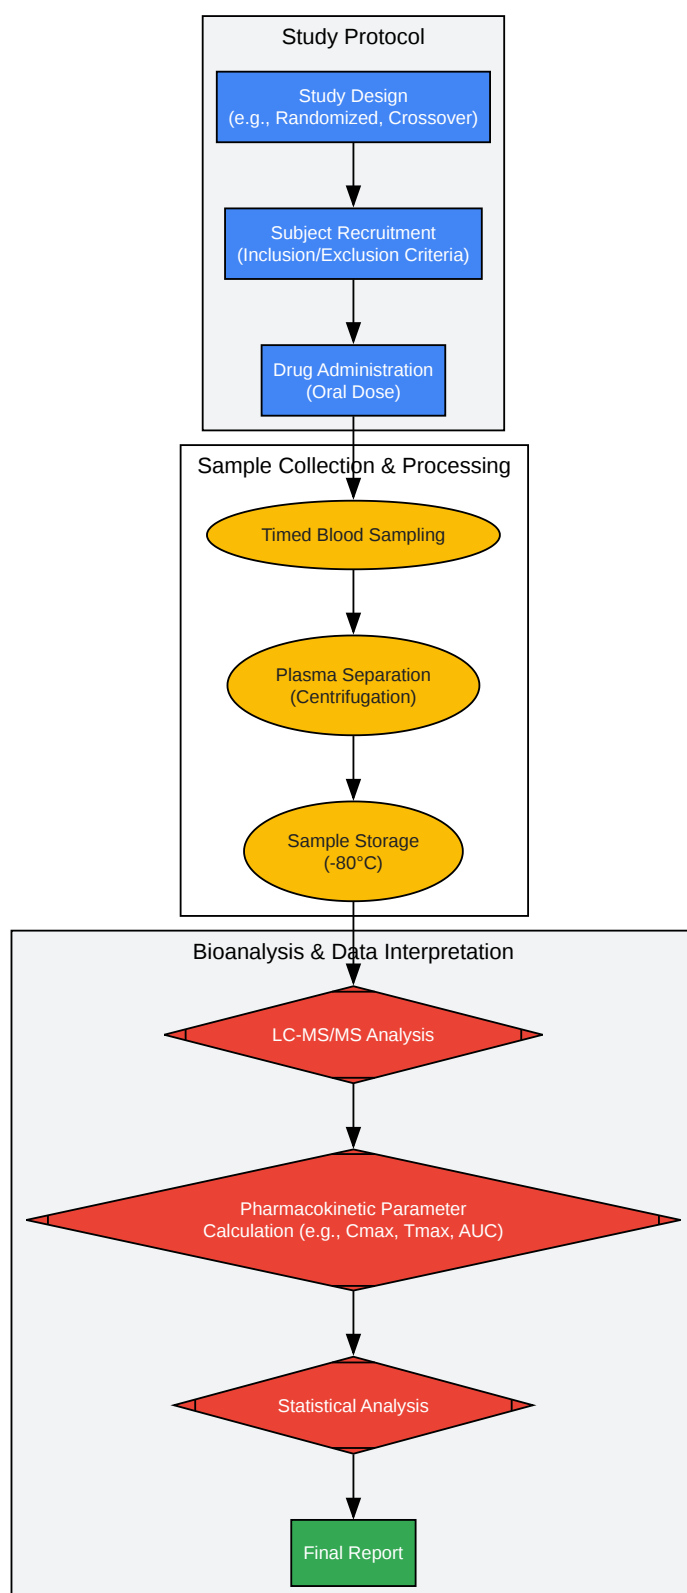 Study Protocol
Study Design
(e.g., Randomized, Crossover)
Subject Recruitment
(Inclusion/Exclusion Criteria)
Drug Administration
(Oral Dose)
Sample Collection & Processing
Timed Blood Sampling
Plasma Separation
(Centrifugation)
Sample Storage
(-80°C)
Bioanalysis & Data Interpretation
LC-MS/MS Analysis
Pharmacokinetic Parameter
Calculation (e.g., Cmax, Tmax, AUC)
Statistical Analysis
Final Report